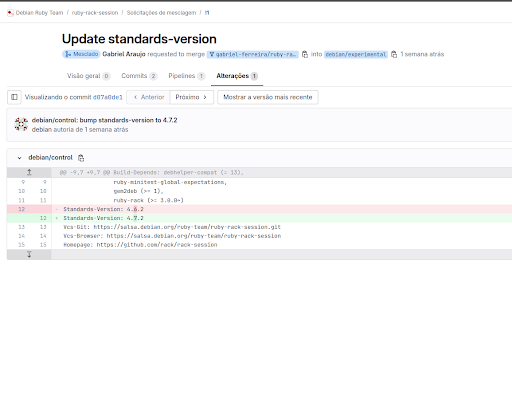 Debian Ruby Team / ruby-rack-session / Solicitações de mesclagem / !1
Update standards-version
Mesclado Gabriel Araujo requested to merge gabriel-ferreira/ruby-ra... into debian/experimental 1 semana atrás
Visão geral 0 Commits 2 Pipelines 1 Alterações 1
Visualizando o commit d07a0de1 < Anterior Próximo > Mostrar a versão mais recente
debian/control: bump standards-version to 4.7.2
debian autoria de 1 semana atrás
debian/control
@@ -9,7 +9,7 @@ Build-Depends: debhelper-compat (= 13),
9 9 ruby-minitest-global-expectations,
10 10 gem2deb (>= 1),
11 11 ruby-rack (>= 3.0.0~)
12 - Standards-Version: 4.6.2
12 + Standards-Version: 4.7.2
13 13 Vcs-Git: https://salsa.debian.org/ruby-team/ruby-rack-session.git
14 14 Vcs-Browser: https://salsa.debian.org/ruby-team/ruby-rack-session
15 15 Homepage: https://github.com/rack/rack-session